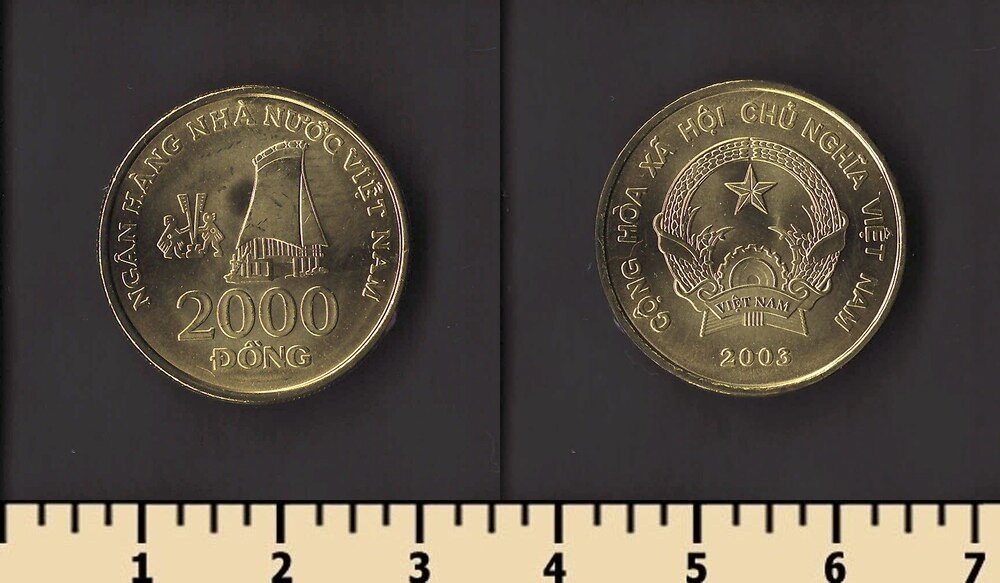 NGÂN HÀNG NHÀ NƯỚC VIỆT NAM
2000
ĐỒNG
CỘNG HÒA XÃ HỘI CHỦ NGHĨA VIỆT NAM
VIỆT NAM
2003
1 2 3 4 5 6 7